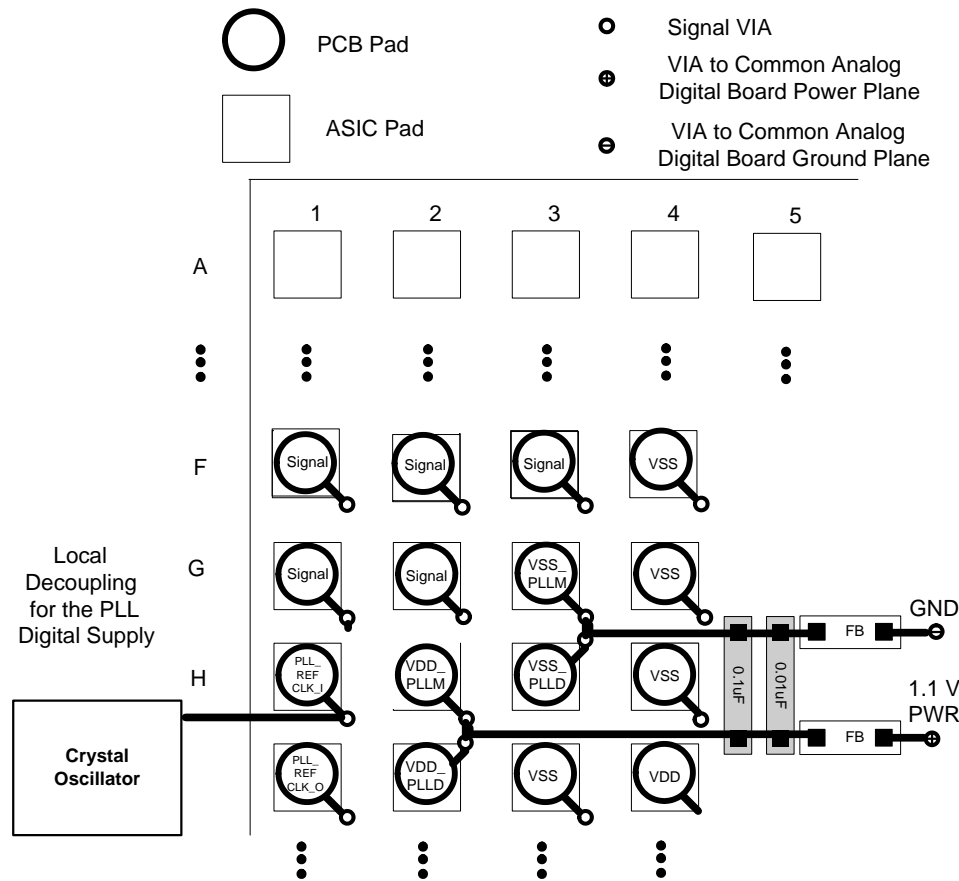 PCB Pad
Signal VIA
VIA to Common Analog
Digital Board Power Plane
ASIC Pad
VIA to Common Analog
Digital Board Ground Plane
1
2
3
4
5
A
F
Signal
Signal
Signal
VSS
Local
Decoupling
for the PLL
Digital Supply
G
Signal
Signal
VSS_
PLLM
VSS
GND
FB
H
PLL_
REF
CLK_I
VDD_
PLLM
VSS_
PLLD
VSS
0.1uF
0.01uF
1.1 V
PWR
FB
Crystal
Oscillator
PLL_
REF
CLK_O
VDD_
PLLD
VSS
VDD